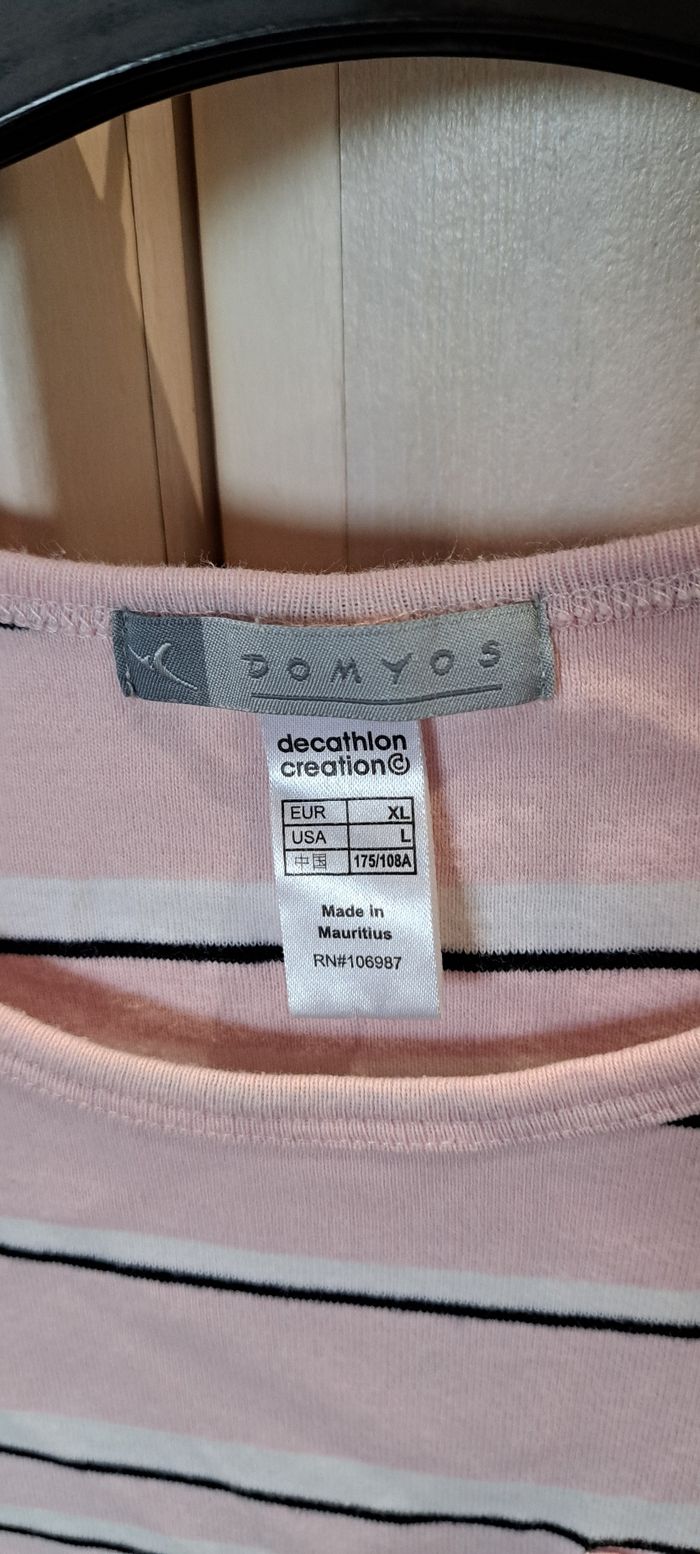 DOMYOS
decathlon
creation©
EUR XL
USA L
中国 175/108A
Made in
Mauritius
RN#106987